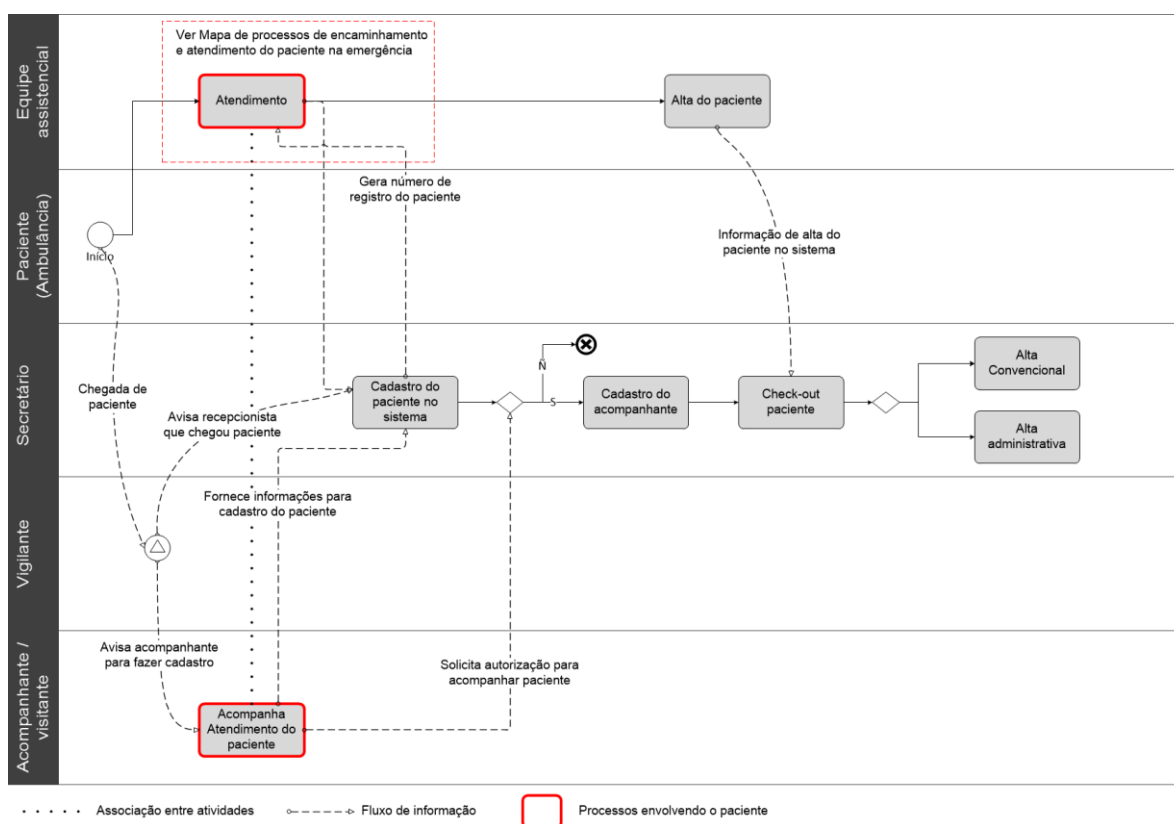 Equipe
assistencial
Ver Mapa de processos de encaminhamento
e atendimento do paciente na emergência
Atendimento
Alta do paciente
Paciente
(Ambulância)
Início
Gera número de
registro do paciente
Informação de alta do
paciente no sistema
Secretário
Chegada de
paciente
Avisa recepcionista
que chegou paciente
Cadastro do
paciente no
sistema
N
S
Cadastro do
acompanhante
Check-out
paciente
Alta
Convencional
Alta
administrativa
Fornece informações para
cadastro do paciente
Vigilante
Acompanhante /
visitante
Avisa acompanhante
para fazer cadastro
Solicita autorização para
acompanhar paciente
Acompanha
Atendimento do
paciente
Associação entre atividades
Fluxo de informação
Processos envolvendo o paciente